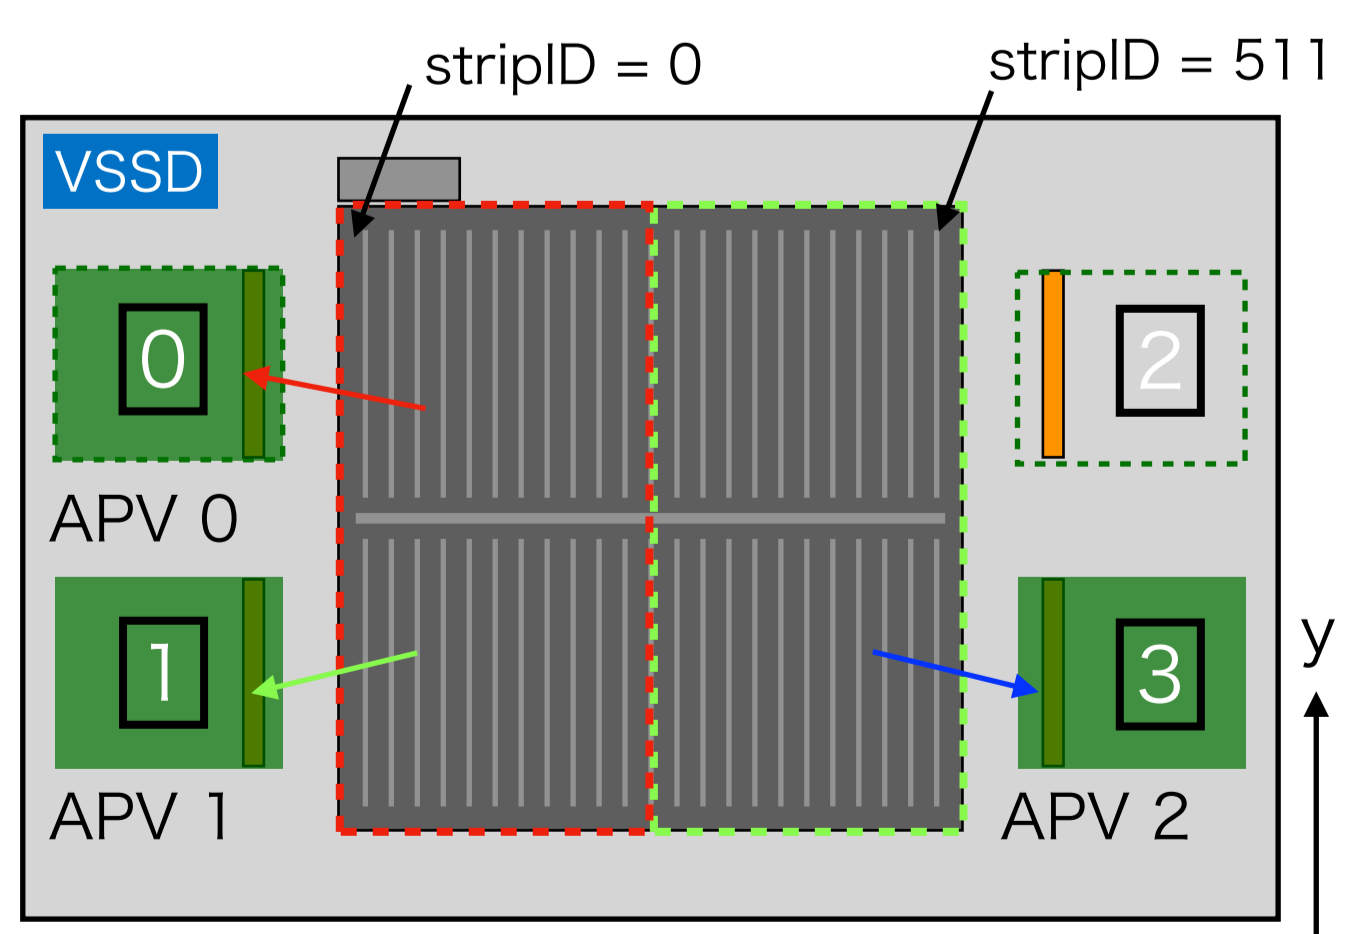 stripID = 0
stripID = 511
VSSD
0
2
APV 0
1
3
y
APV 1
APV 2